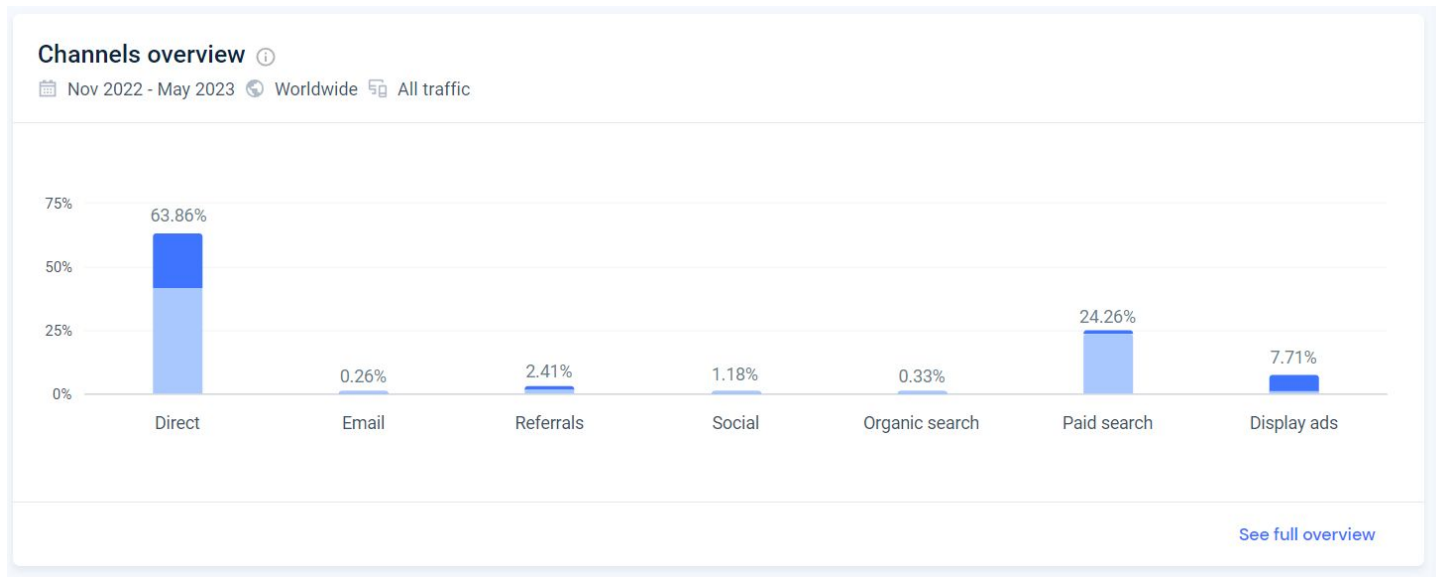 Channels overview
Nov 2022 - May 2023 Worldwide All traffic
75%
63.86%
50%
25%
24.26%
7.71%
0.26%
2.41%
1.18%
0.33%
0%
Direct Email Referrals Social Organic search Paid search Display ads
See full overview